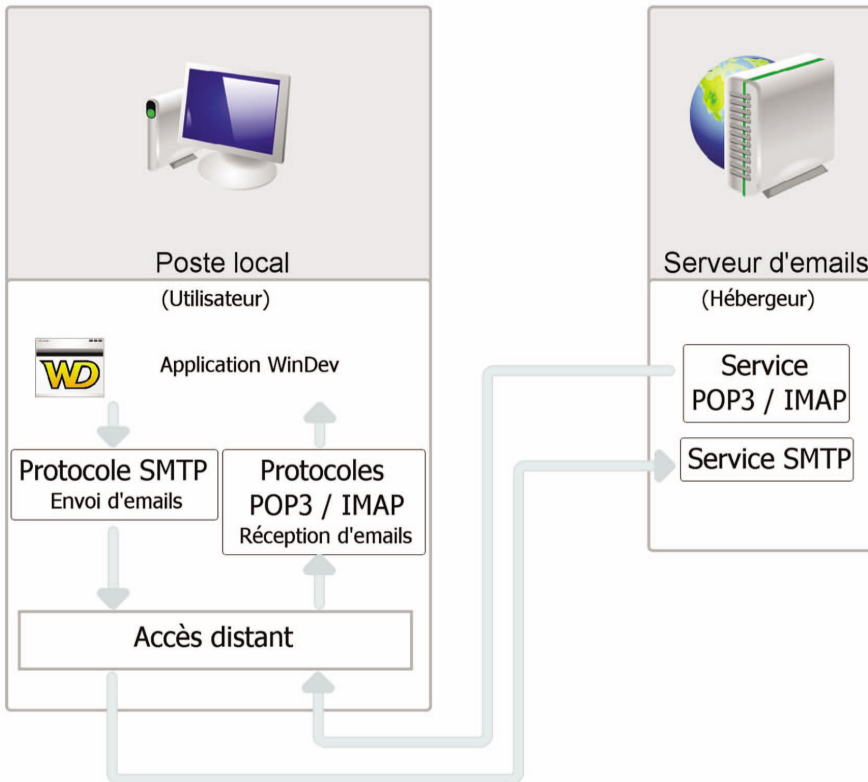 Poste local
(Utilisateur)
WD
Application WinDev
Protocole SMTP
Envoi d'emails
Protocoles
POP3 / IMAP
Réception d'emails
Accès distant
Serveur d'emails
(Hébergeur)
Service
POP3 / IMAP
Service SMTP